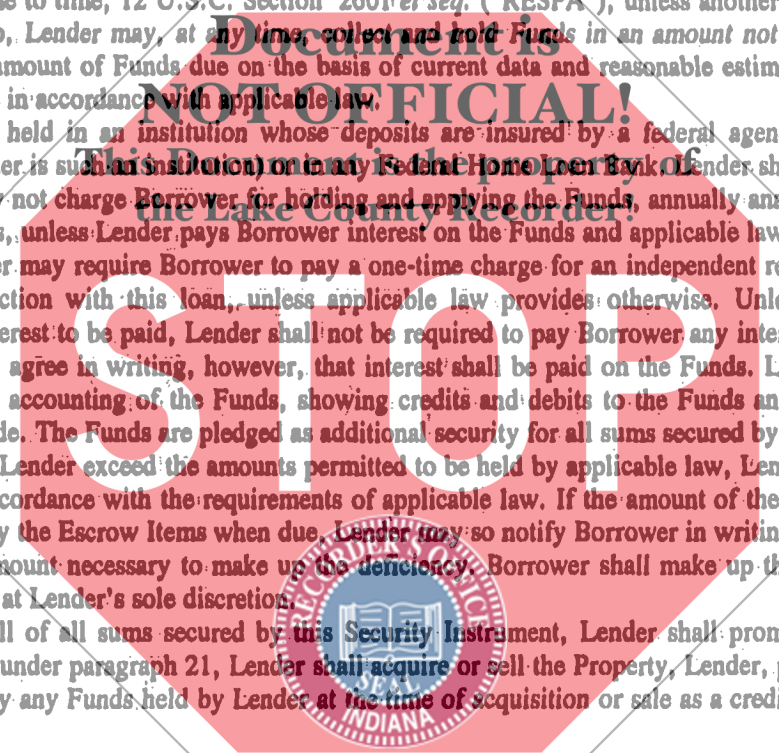 e to time, 12 U.S.C. Section 2601 et seq. ("RESPA"), unless another
o, Lender may, at any time, collect and hold Funds in an amount not
amount of Funds due on the basis of current data and reasonable estim
in accordance with applicable law.
held in an institution whose deposits are insured by a federal agen
er is such an institution) or in any Federal Home Loan Bank. Lender sh
y not charge Borrower for holding and applying the Funds, annually an
s, unless Lender pays Borrower interest on the Funds and applicable law
er may require Borrower to pay a one-time charge for an independent r
ction with this loan, unless applicable law provides otherwise. Unl
erest to be paid, Lender shall not be required to pay Borrower any inte
agree in writing, however, that interest shall be paid on the Funds. L
accounting of the Funds, showing credits and debits to the Funds an
de. The Funds are pledged as additional security for all sums secured by
Lender exceed the amounts permitted to be held by applicable law, Len
cordance with the requirements of applicable law. If the amount of the
y the Escrow Items when due, Lender may so notify Borrower in writin
mount necessary to make up the deficiency. Borrower shall make up th
at Lender's sole discretion.
ll of all sums secured by this Security Instrument, Lender shall prom
under paragraph 21, Lender shall acquire or sell the Property, Lender,
y any Funds held by Lender at the time of acquisition or sale as a cred
Document is
NOT OFFICIAL!
This Document is the property of
the Lake County Recorder!
STOP
RECORDER'S OFFICE
SEAL
INDIANA